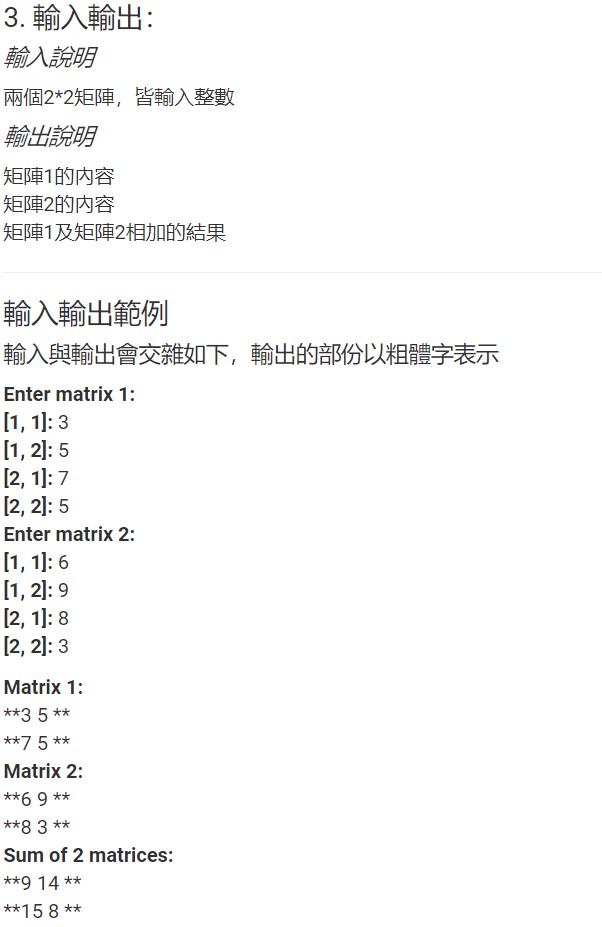 3. 輸入輸出：
輸入說明
兩個2*2矩陣，皆輸入整數
輸出說明
矩陣1的內容
矩陣2的內容
矩陣1及矩陣2相加的結果
輸入輸出範例
輸入與輸出會交雜如下，輸出的部份以粗體字表示
Enter matrix 1:
[1, 1]: 3
[1, 2]: 5
[2, 1]: 7
[2, 2]: 5
Enter matrix 2:
[1, 1]: 6
[1, 2]: 9
[2, 1]: 8
[2, 2]: 3
Matrix 1:
**3 5 **
**7 5 **
Matrix 2:
**6 9 **
**8 3 **
Sum of 2 matrices:
**9 14 **
**15 8 **